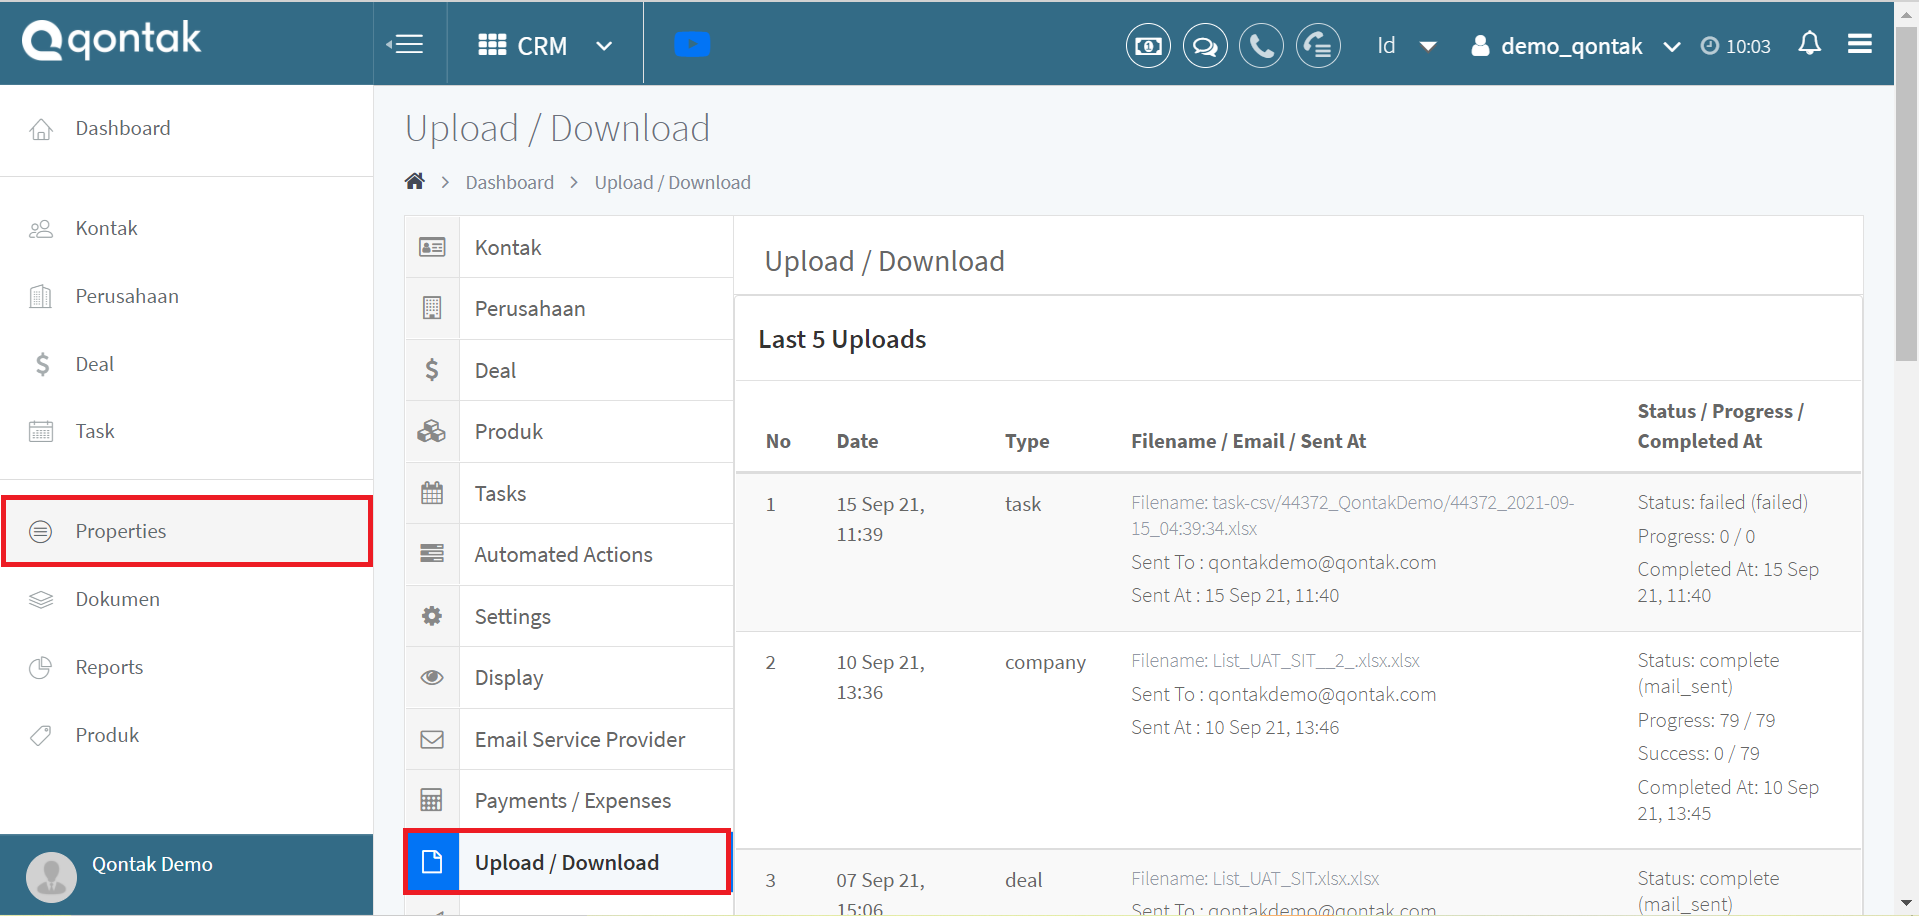 qontak
CRM
Id
demo_qontak
10:03
Dashboard
Kontak
Perusahaan
Deal
Task
Properties
Dokumen
Reports
Produk
Qontak Demo
Upload / Download
Dashboard
Upload / Download
Kontak
Perusahaan
Deal
Produk
Tasks
Automated Actions
Settings
Display
Email Service Provider
Payments / Expenses
Upload / Download
Upload / Download
Last 5 Uploads
No
Date
Type
Filename / Email / Sent At
Status / Progress /
Completed At
1
15 Sep 21,
11:39
task
Filename: task-csv/44372_QontakDemo/44372_2021-09-
15_04:39:34.xlsx
Sent To : qontakdemo@qontak.com
Sent At : 15 Sep 21, 11:40
Status: failed (failed)
Progress: 0 / 0
Completed At: 15 Sep
21, 11:40
2
10 Sep 21,
13:36
company
Filename: List_UAT_SIT__2_.xlsx.xlsx
Sent To : qontakdemo@qontak.com
Sent At : 10 Sep 21, 13:46
Status: complete
(mail_sent)
Progress: 79 / 79
Success: 0 / 79
Completed At: 10 Sep
21, 13:45
3
07 Sep 21,
15:06
deal
Filename: List_UAT_SIT.xlsx.xlsx
Sent To : qontakdemo@qontak.com
Status: complete
(mail_sent)